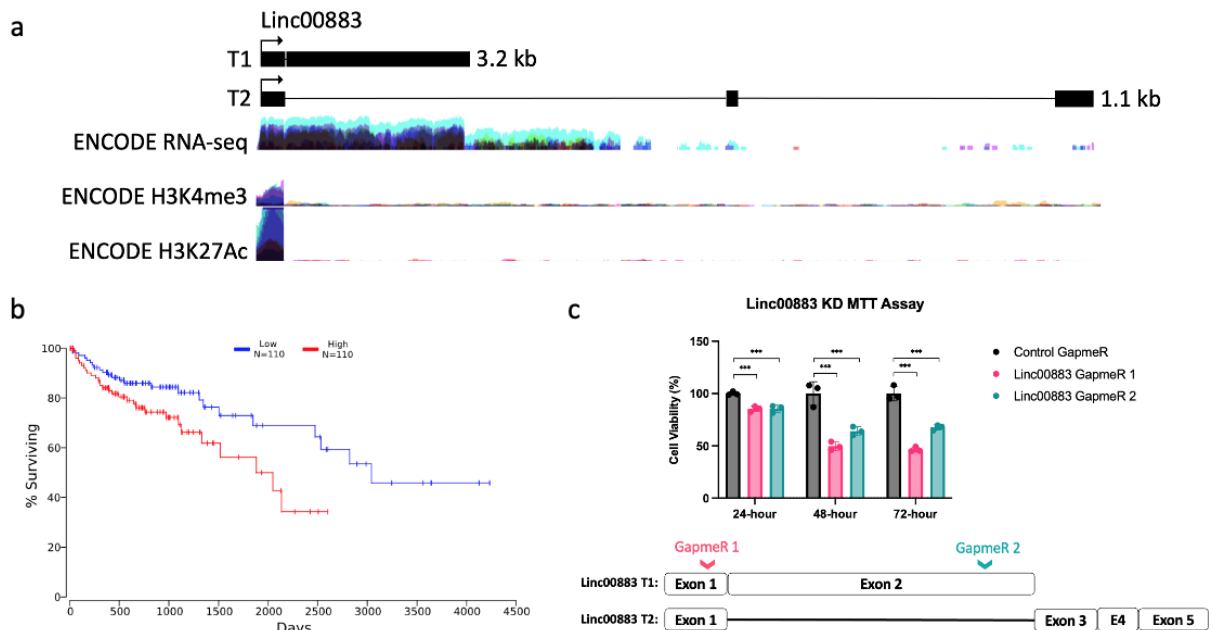 a
Linc00883
T1
3.2 kb
T2
1.1 kb
ENCODE RNA-seq
ENCODE H3K4me3
ENCODE H3K27Ac
b
Low
N=110
High
N=110
% Surviving
100
80
60
40
20
0
0 500 1000 1500 2000 2500 3000 3500 4000 4500
Days
c
Linc00883 KD MTT Assay
Cell Viability (%)
150
100
50
0
*** *** *** *** *** ***
24-hour 48-hour 72-hour
Control GapmeR
Linc00883 GapmeR 1
Linc00883 GapmeR 2
GapmeR 1 GapmeR 2
Linc00883 T1: Exon 1 Exon 2
Linc00883 T2: Exon 1 Exon 3 E4 Exon 5